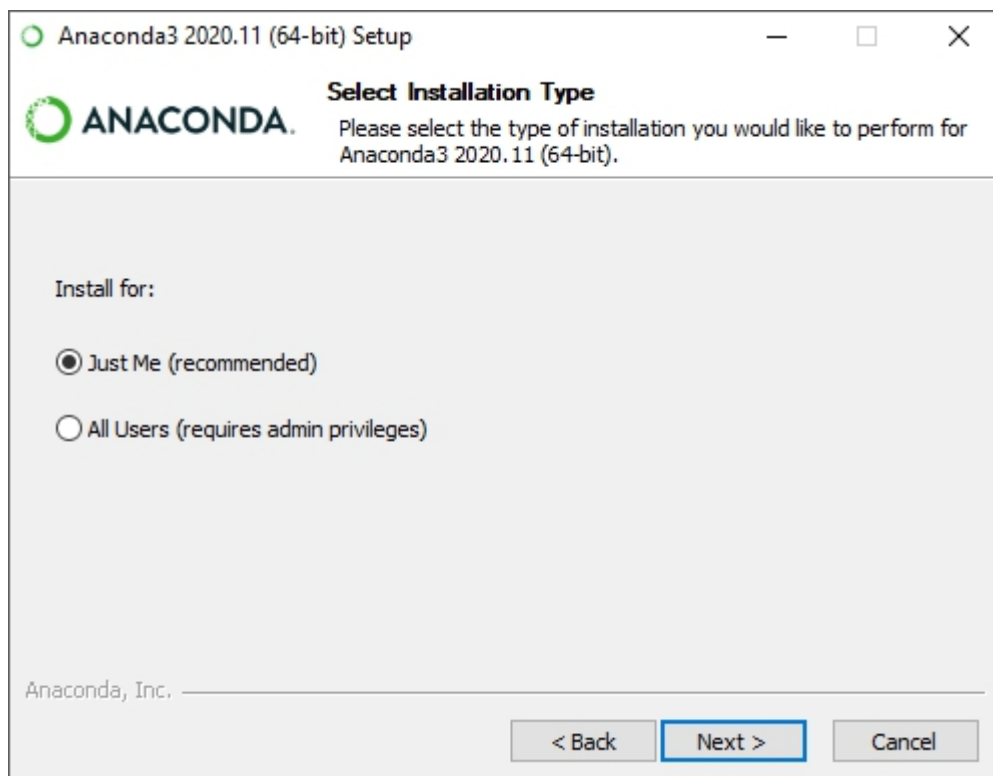 Anaconda3 2020.11 (64-bit) Setup
ANACONDA.
Select Installation Type
Please select the type of installation you would like to perform for
Anaconda3 2020.11 (64-bit).
Install for:
Just Me (recommended)
All Users (requires admin privileges)
Anaconda, Inc.
< Back
Next >
Cancel